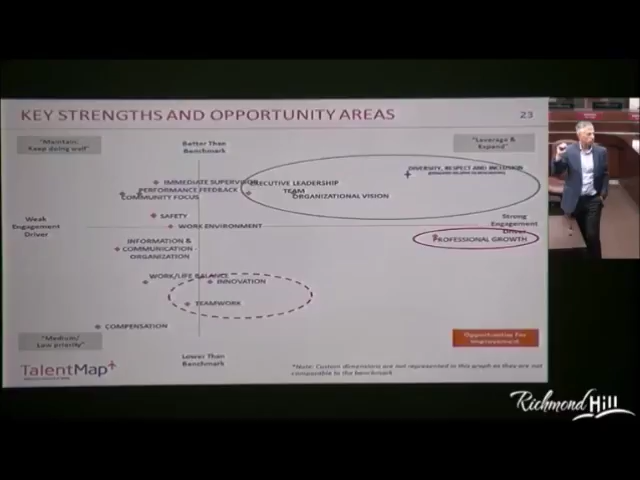 KEY STRENGTHS AND OPPORTUNITY AREAS
23
"Maintain:
Keep doing well"
Better Than
Benchmark
"Leverage &
Expand"
DIVERSITY, RESPECT AND INCLUSION
IMMEDIATE SUPERVISOR
EXECUTIVE LEADERSHIP
PERFORMANCE FEEDBACK
TEAM
COMMUNITY FOCUS
ORGANIZATIONAL VISION
SAFETY
Weak
Engagement
Driver
WORK ENVIRONMENT
Strong
Engagement
Driver
PROFESSIONAL GROWTH
INFORMATION &
COMMUNICATION -
ORGANIZATION
WORK/LIFE BALANCE
INNOVATION
TEAMWORK
COMPENSATION
"Medium/
Low priority"
Opportunities For
Improvement
Lower Than
Benchmark
TalentMap
*Note: Custom dimensions are not represented in this graph as they are not
comparable to the benchmark
Richmond Hill